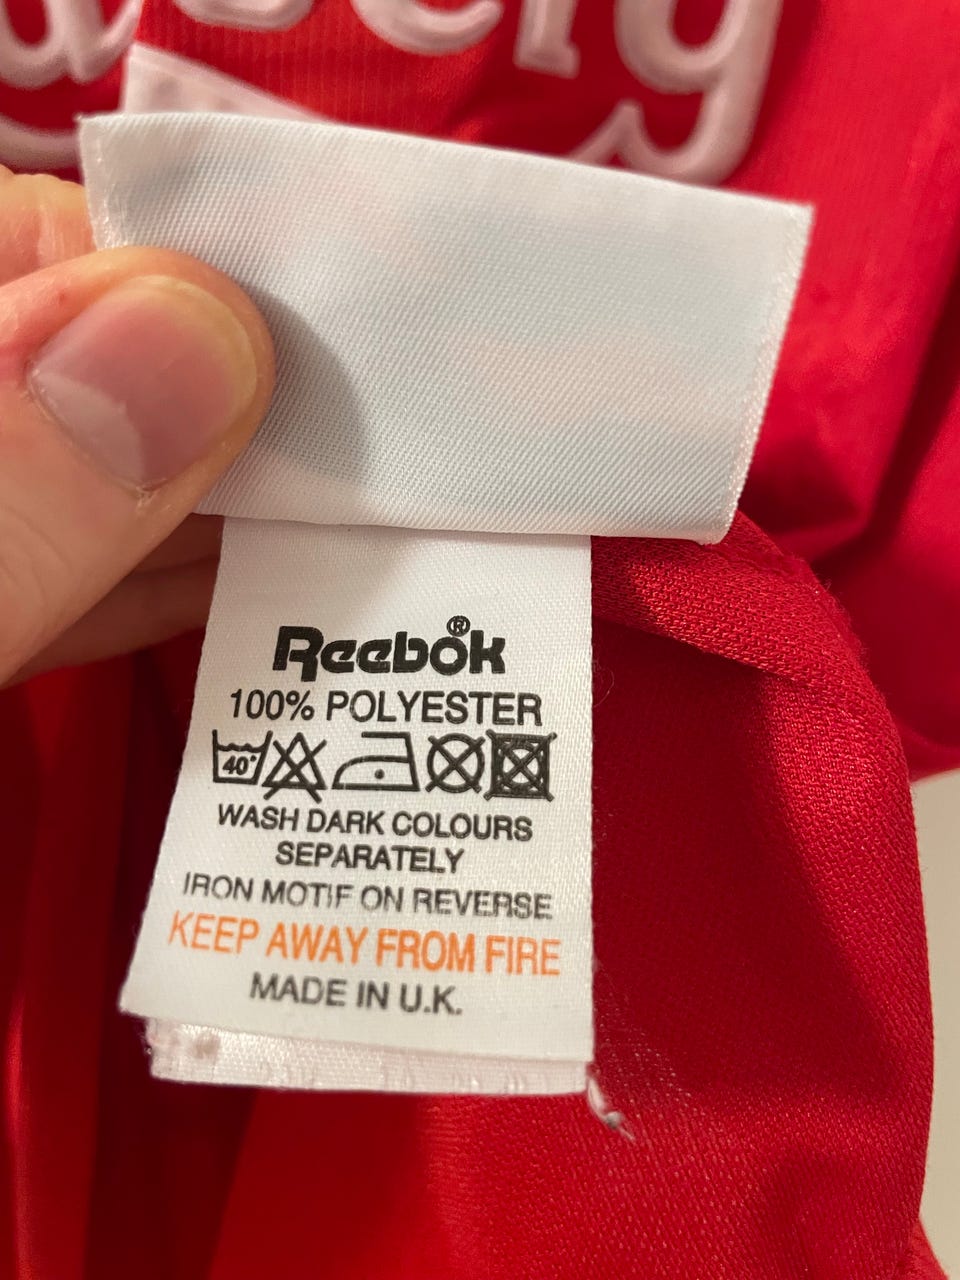 Reebok®
100% POLYESTER
40°
WASH DARK COLOURS
SEPARATELY
IRON MOTIF ON REVERSE
KEEP AWAY FROM FIRE
MADE IN U.K.